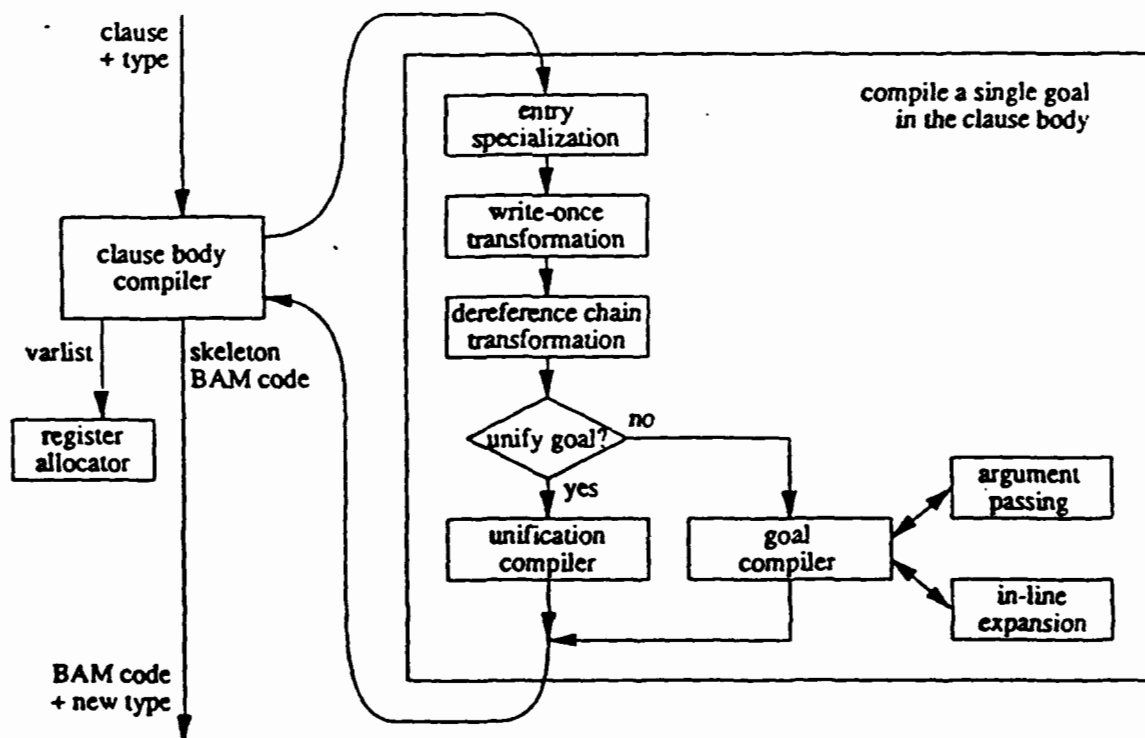 clause
+ type
compile a single goal
in the clause body
entry
specialization
write-once
transformation
clause body
compiler
dereference chain
transformation
varlist
skeleton
BAM code
register
allocator
unify goal?
no
yes
argument
passing
unification
compiler
goal
compiler
in-line
expansion
BAM code
+ new type